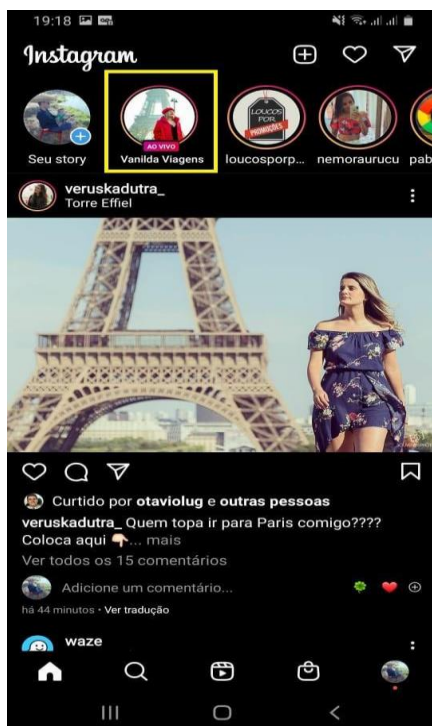 19:18
Instagram
LOUCOS
POR
PROMOÇÕES
AO VIVO
Seu story
Vanilda Viagens
loucosporp...
nemoraurucu
pab
veruskadutra_
Torre Effiel
Curtido por otaviolug e outras pessoas
veruskadutra_ Quem topa ir para Paris comigo????
Coloca aqui 👇🏻... mais
Ver todos os 15 comentários
Adicione um comentário...
há 44 minutos • Ver tradução
waze